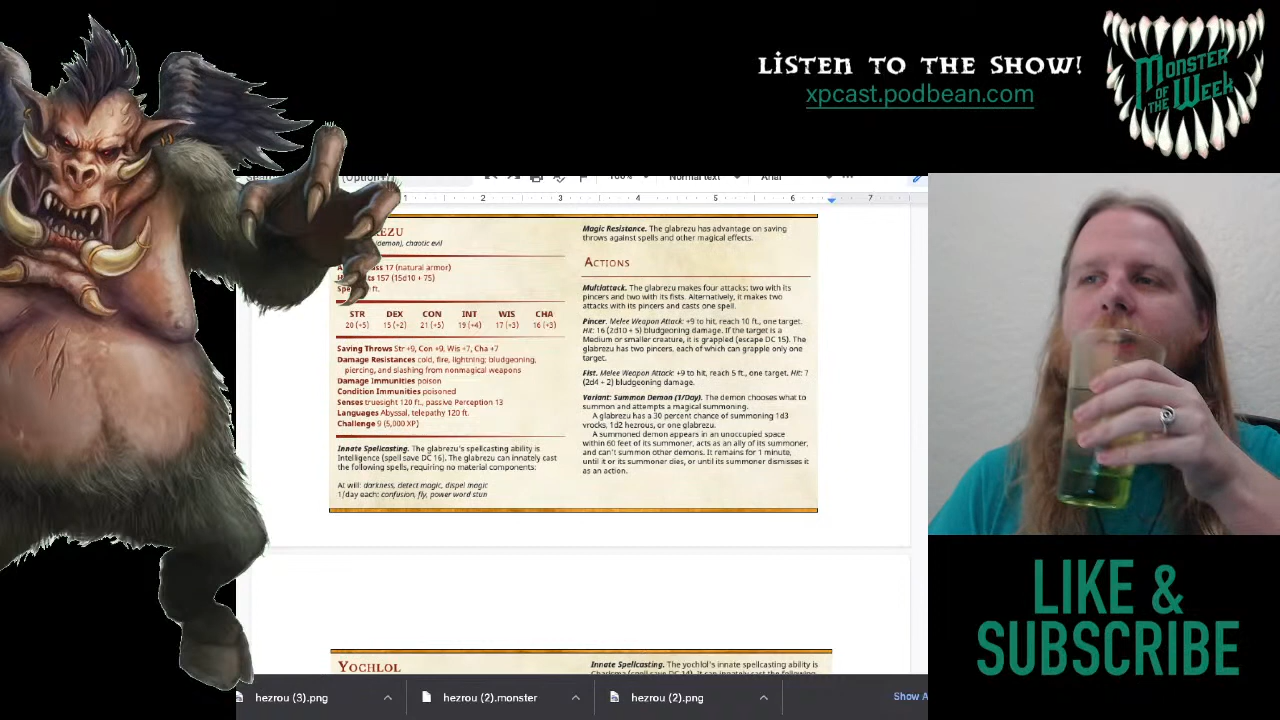 LISTEN TO THE SHOW!
xpcast.podbean.com
MONSTER
OF THE WEEK
(Option+/)
100%
Normal text
Arial
1 2 3 4 5 6 7
(demon), chaotic evil
17 (natural armor)
157 (15d10 + 75)
ft.
STR DEX CON INT WIS CHA
20 (+5) 15 (+2) 21 (+5) 19 (+4) 17 (+3) 16 (+3)
Saving Throws Str +9, Con +9, Wis +7, Cha +7
Damage Resistances cold, fire, lightning; bludgeoning,
piercing, and slashing from nonmagical weapons
Damage Immunities poison
Condition Immunities poisoned
Senses truesight 120 ft., passive Perception 13
Languages Abyssal, telepathy 120 ft.
Challenge 9 (5,000 XP)
Innate Spellcasting. The glabrezu's spellcasting ability is
Intelligence (spell save DC 16). The glabrezu can innately cast
the following spells, requiring no material components:
At will: darkness, detect magic, dispel magic
1/day each: confusion, fly, power word stun
Magic Resistance. The glabrezu has advantage on saving
throws against spells and other magical effects.
ACTIONS
Multiattack. The glabrezu makes four attacks: two with its
pincers and two with its fists. Alternatively, it makes two
attacks with its pincers and casts one spell.
Pincer. Melee Weapon Attack: +9 to hit, reach 10 ft., one target.
Hit: 16 (2d10 + 5) bludgeoning damage. If the target is a
Medium or smaller creature, it is grappled (escape DC 15). The
glabrezu has two pincers, each of which can grapple only one
target.
Fist. Melee Weapon Attack: +9 to hit, reach 5 ft., one target. Hit: 7
(2d4 + 2) bludgeoning damage.
Variant: Summon Demon (1/Day). The demon chooses what to
summon and attempts a magical summoning.
A glabrezu has a 30 percent chance of summoning 1d3
vrocks, 1d2 hezrous, or one glabrezu.
A summoned demon appears in an unoccupied space
within 60 feet of its summoner, acts as an ally of its summoner,
and can't summon other demons. It remains for 1 minute,
until it or its summoner dies, or until its summoner dismisses it
as an action.
YOCHLOL
Innate Spellcasting. The yochlol's innate spellcasting ability is
hezrou (3).png
hezrou (2).monster
hezrou (2).png
Show A
LIKE &
SUBSCRIBE